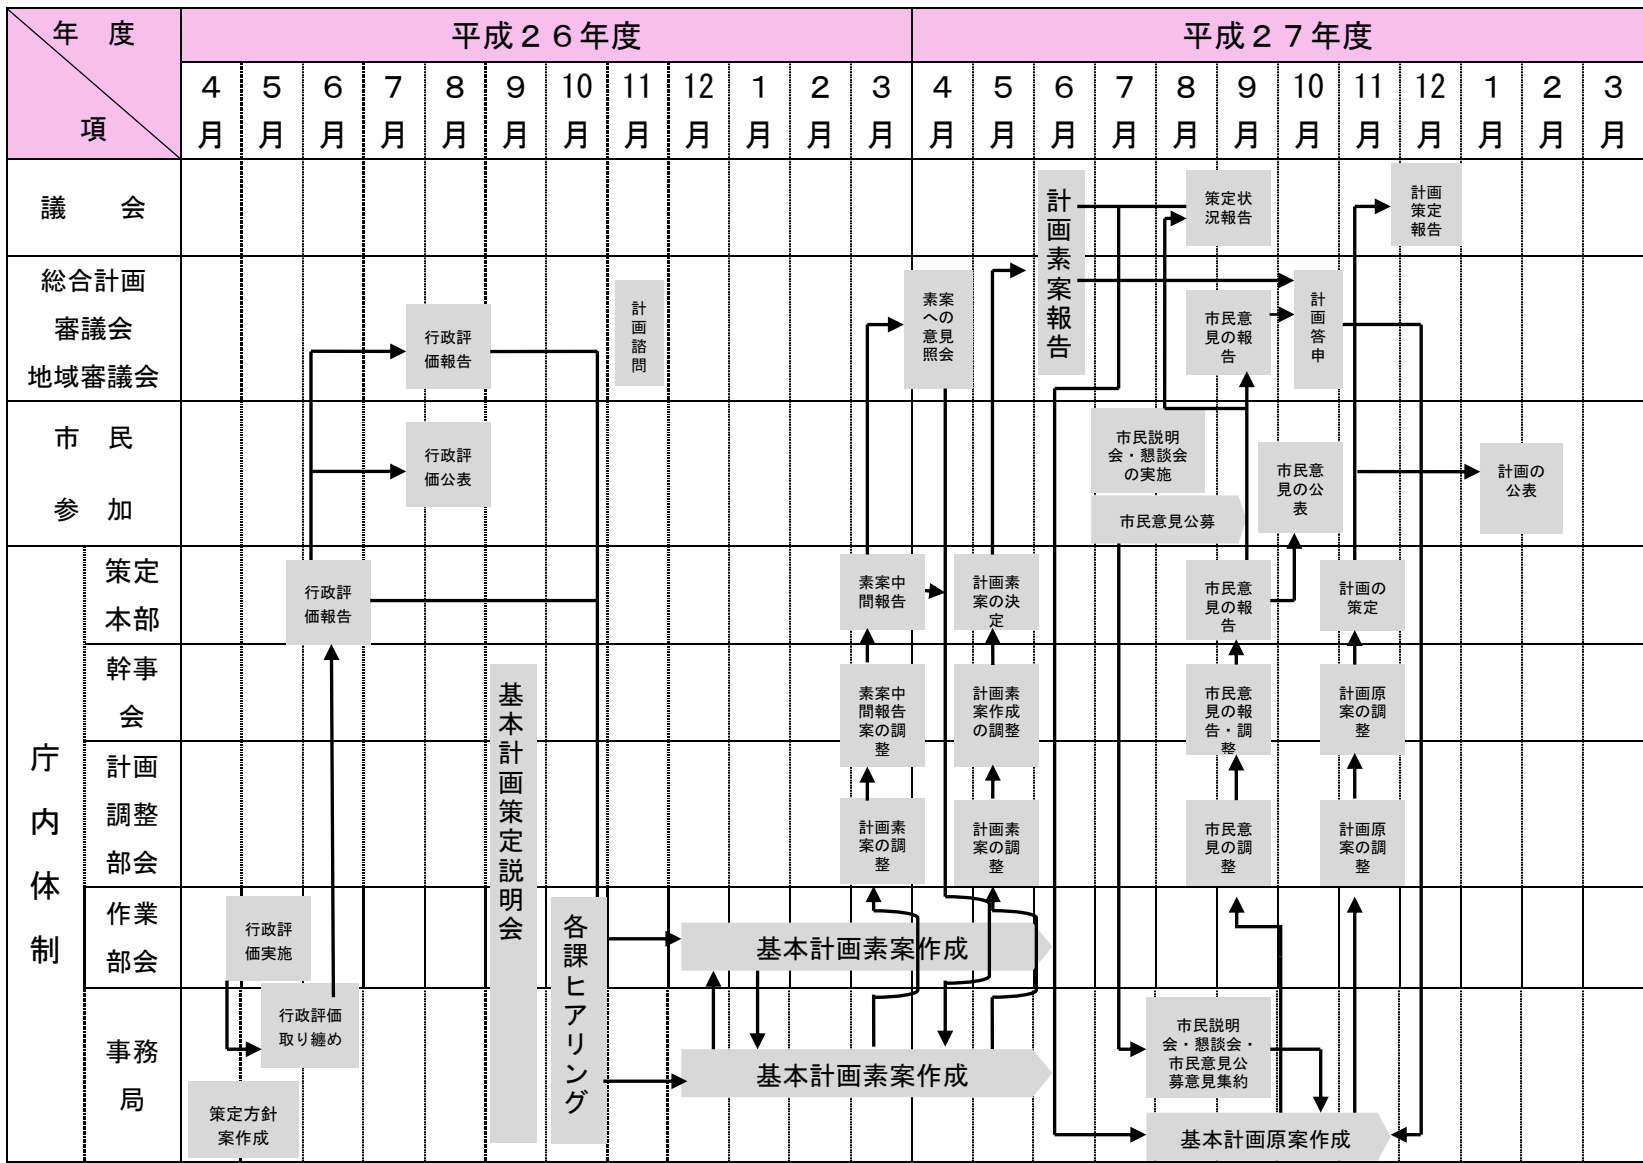 年　度
項
平成２６年度
平成２７年度
４月
５月
６月
７月
８月
９月
10月
11月
12月
１月
２月
３月
４月
５月
６月
７月
８月
９月
10月
11月
12月
１月
２月
３月
議　　会
計画素案報告
策定状
況報告
計画
策定
報告
総合計画
審議会
地域審議会
行政評
価報告
計画諮問
素案
への
意見
照会
市民意
見の報
告
計画答申
市　民
参　加
行政評
価公表
市民説明
会・懇談会
の実施
市民意見公募
市民意
見の公
表
計画の
公表
庁内体制
策定
本部
行政評
価報告
素案中
間報告
計画素
案の決
定
市民意
見の報
告
計画の
策定
幹事
会
基本計画策定説明会
素案中
間報告
案の調
整
計画素
案作成
の調整
市民意
見の報
告・調
整
計画原
案の調
整
計画
調整
部会
計画素
案の調
整
計画素
案の調
整
市民意
見の調
整
計画原
案の調
整
作業
部会
行政評
価実施
各課ヒアリング
基本計画素案作成
事務
局
行政評価
取り纏め
策定方針
案作成
基本計画素案作成
市民説明
会・懇談会・
市民意見公
募意見集約
基本計画原案作成